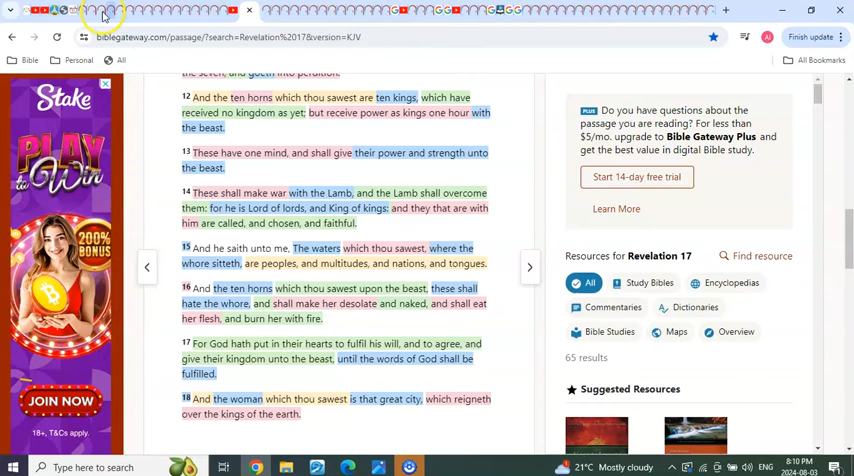 biblegateway.com/passage/?search=Revelation%2017&version=KJV
AI
Finish update
Bible
Personal
All
All Bookmarks
the seven, and goeth into perdition.
12 And the ten horns which thou sawest are ten kings, which have
received no kingdom as yet; but receive power as kings one hour with
the beast.
13 These have one mind, and shall give their power and strength unto
the beast.
14 These shall make war with the Lamb, and the Lamb shall overcome
them: for he is Lord of lords, and King of kings: and they that are with
him are called, and chosen, and faithful.
15 And he saith unto me, The waters which thou sawest, where the
whore sitteth, are peoples, and multitudes, and nations, and tongues.
16 And the ten horns which thou sawest upon the beast, these shall
hate the whore, and shall make her desolate and naked, and shall eat
her flesh, and burn her with fire.
17 For God hath put in their hearts to fulfil his will, and to agree, and
give their kingdom unto the beast, until the words of God shall be
fulfilled.
18 And the woman which thou sawest is that great city, which reigneth
over the kings of the earth.
Stake
PLAY
to WIN
200%
BONUS
JOIN NOW
18+, T&Cs apply.
PLUS Do you have questions about the
passage you are reading? For less than
$5/mo. upgrade to Bible Gateway Plus and
get the best value in digital Bible study.
Start 14-day free trial
Learn More
Resources for Revelation 17
Find resource
All
Study Bibles
Encyclopedias
Commentaries
Dictionaries
Bible Studies
Maps
Overview
65 results
Suggested Resources
Type here to search
21°C Mostly cloudy
ENG
8:10 PM
2024-08-03